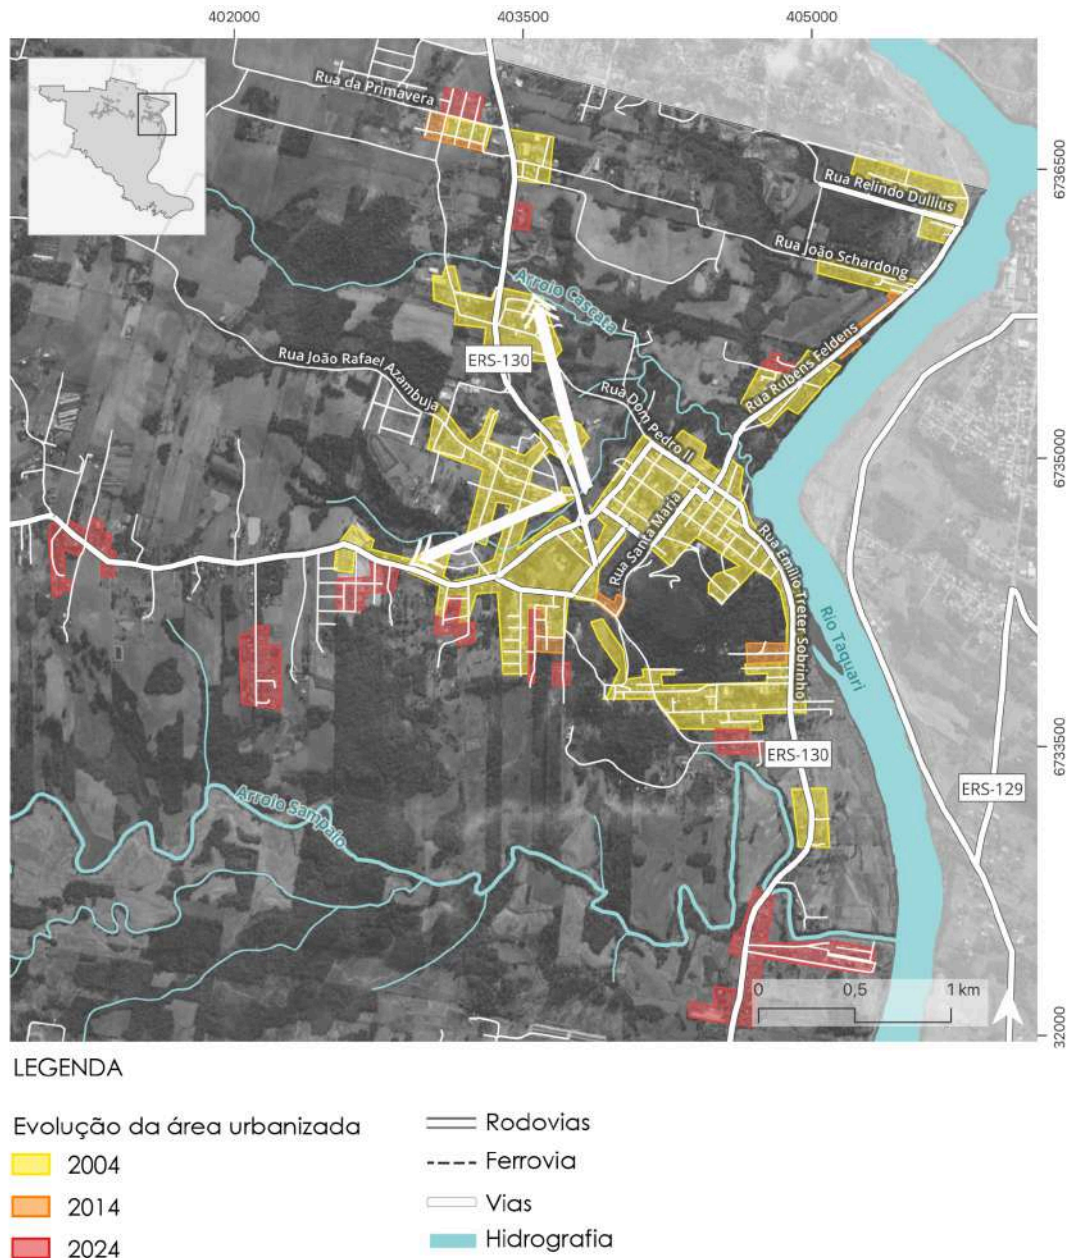 402000
403500
405000
Rua da Primavera
6736500
Rua Relindo Dullius
Rua João Schardong
Arroio Cascata
ERS-130
Rua Rubens Feldens
Rua João Rafael Azambuja
Rua Dom Pedro II
6735000
Rua Santa Maria
Rua Emílio Treter Sobrinho
Rio Taquari
6733500
ERS-130
ERS-129
Arroio Sampaio
0
0,5
1 km
32000
LEGENDA
Evolução da área urbanizada
2004
2014
2024
Rodovias
Ferrovia
Vias
Hidrografia